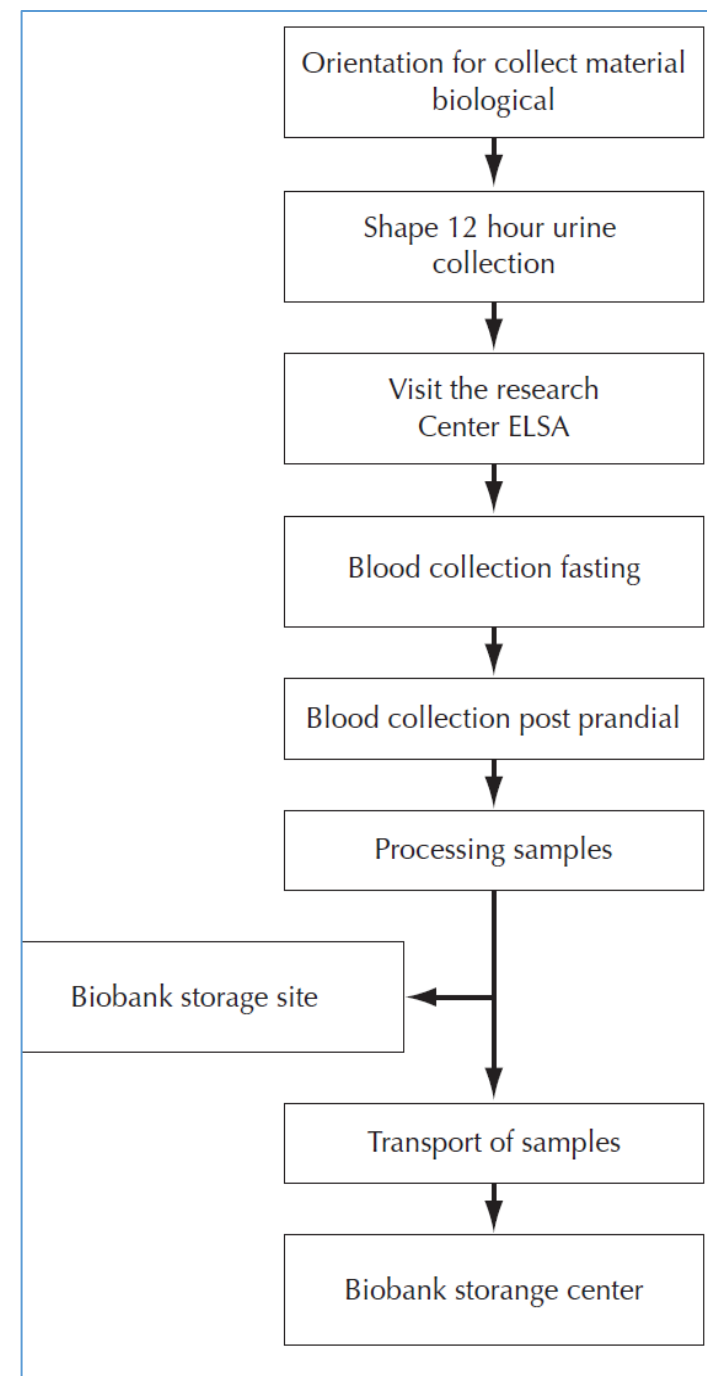 Orientation for collect material
biological
Shape 12 hour urine
collection
Visit the research
Center ELSA
Blood collection fasting
Blood collection post prandial
Processing samples
Biobank storage site
Transport of samples
Biobank storange center